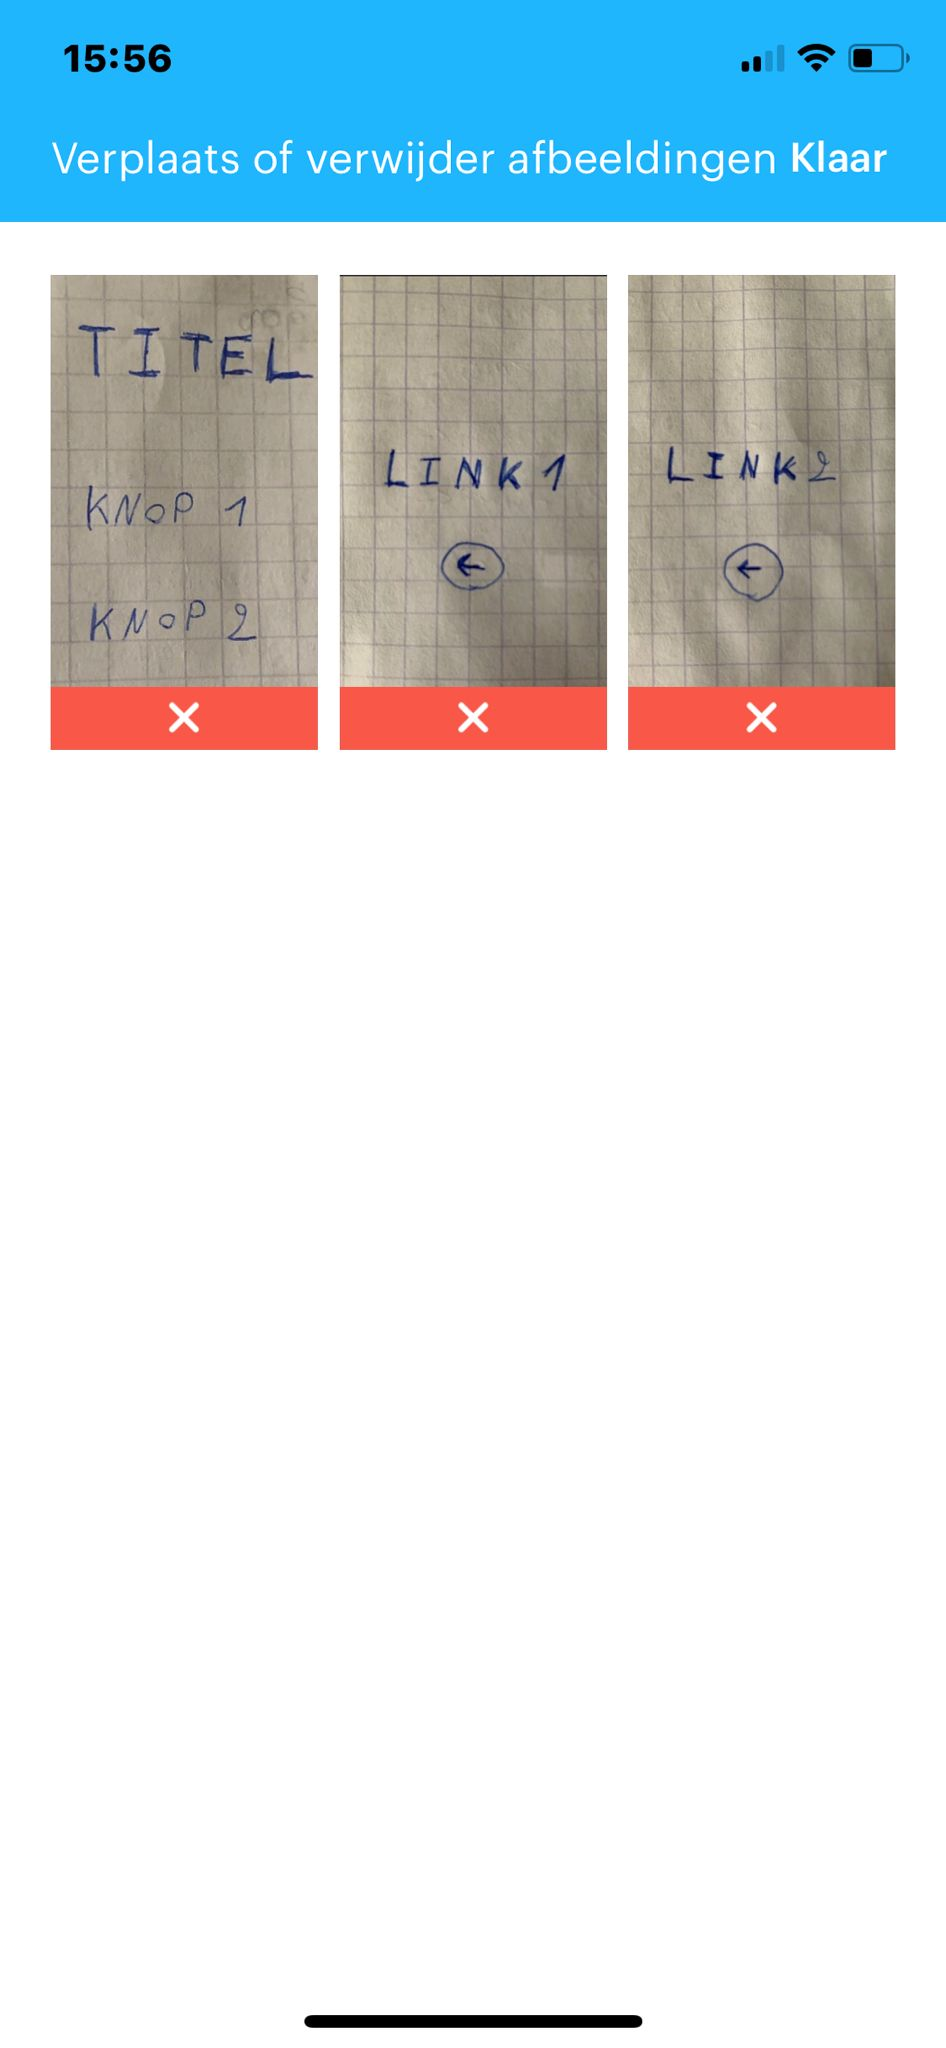 15:56
Verplaats of verwijder afbeeldingen Klaar
TITEL
KNOP 1
KNOP 2
LINK 1
LINK 2